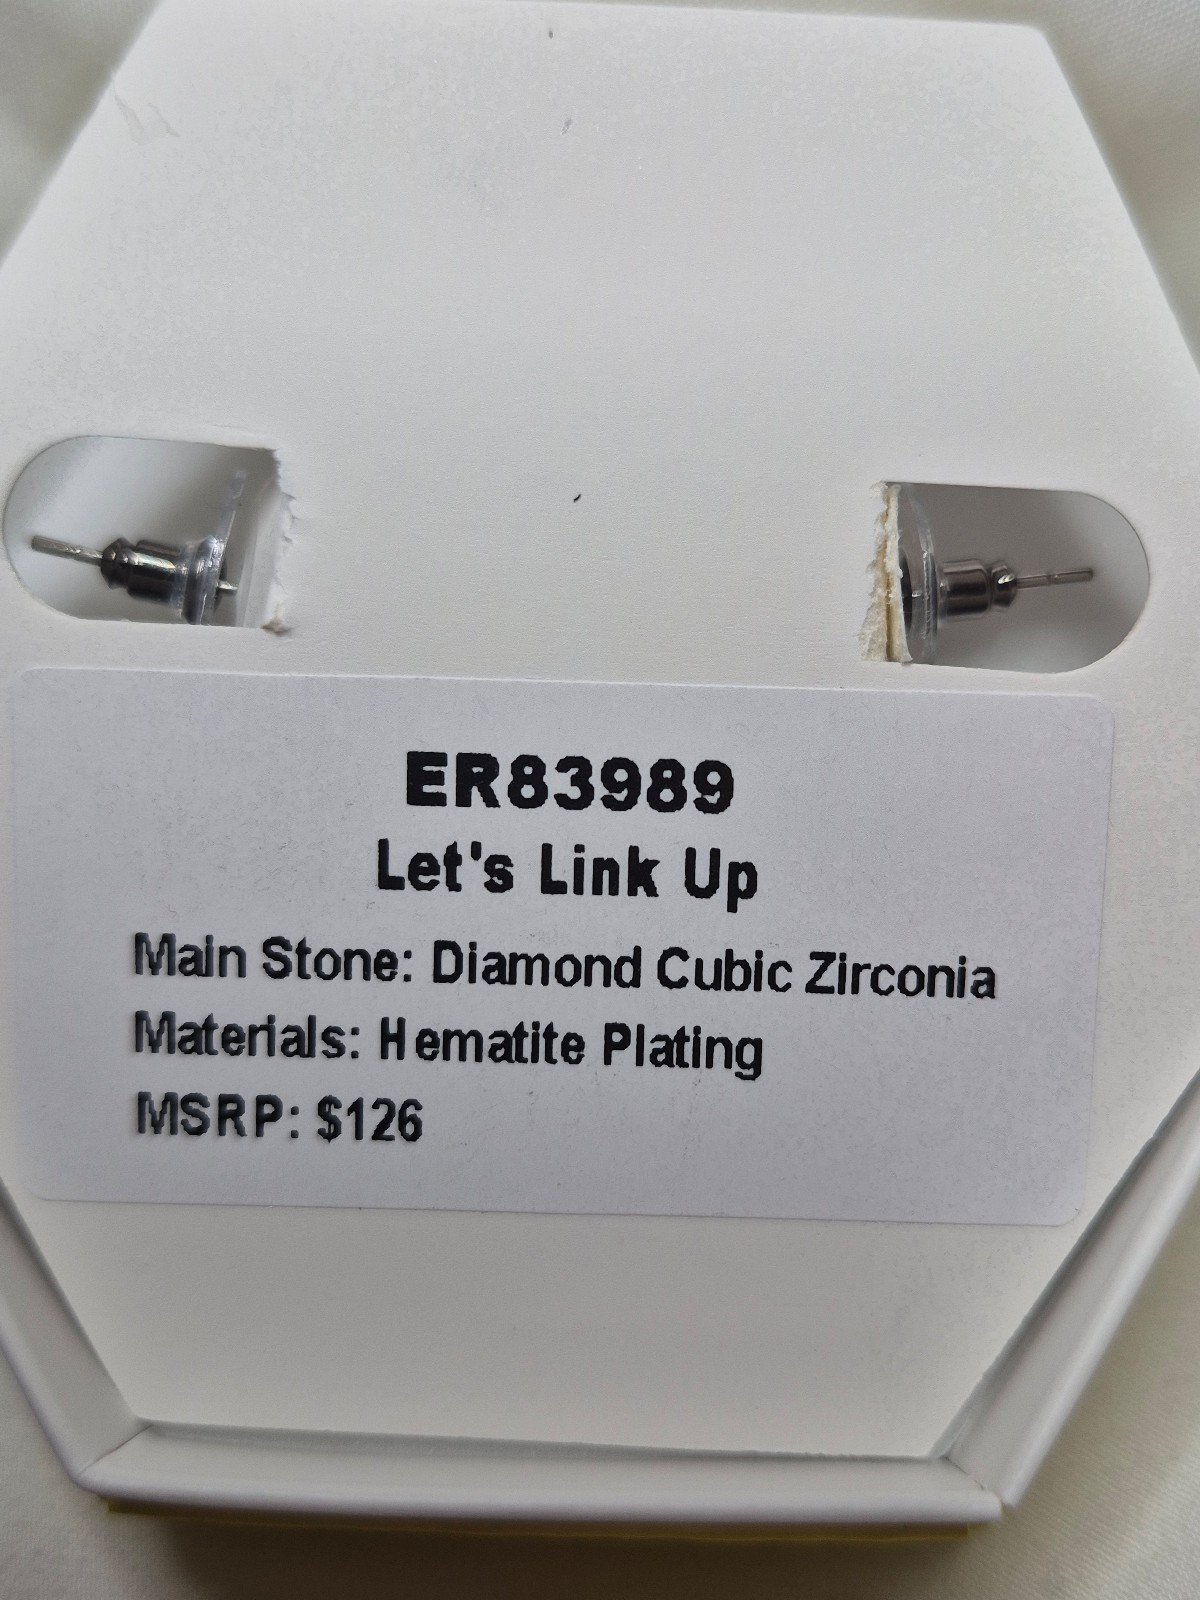 ER83989
Let's Link Up
Main Stone: Diamond Cubic Zirconia
Materials: Hematite Plating
MSRP: $126